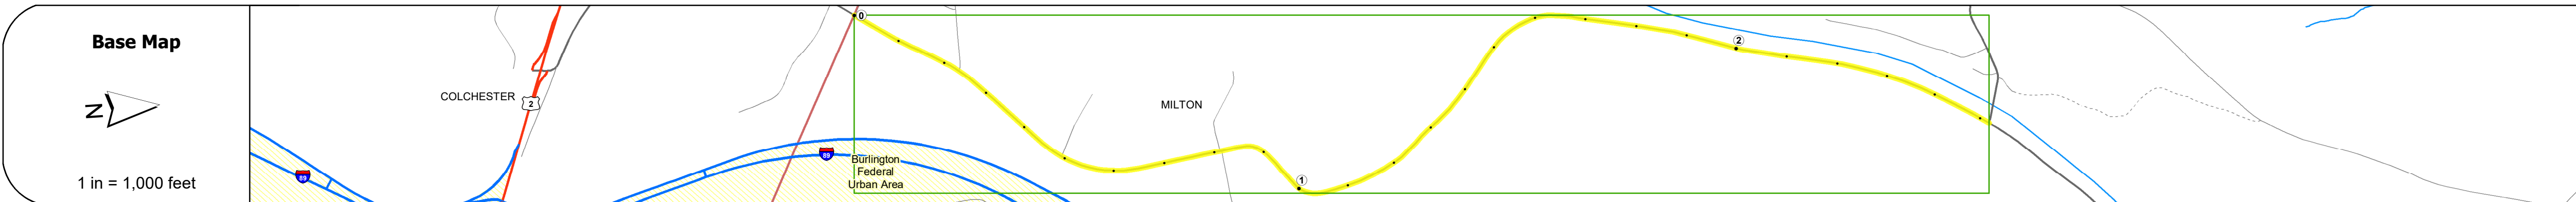 Base Map
N
1 in = 1,000 feet
COLCHESTER
2
89
89
Burlington
Federal
Urban Area
MILTON
0
1
2